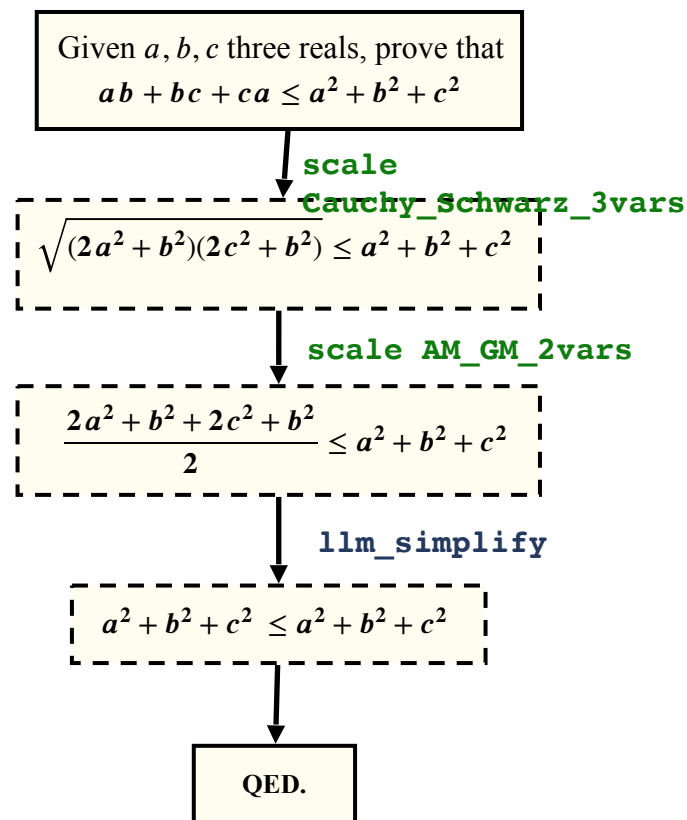 Given a, b, c three reals, prove that
ab + bc + ca ≤ a² + b² + c²
scale
Cauchy_Schwarz_3vars
√(2a² + b²)(2c² + b²) ≤ a² + b² + c²
scale AM_GM_2vars
2a² + b² + 2c² + b²
2
≤ a² + b² + c²
llm_simplify
a² + b² + c² ≤ a² + b² + c²
QED.